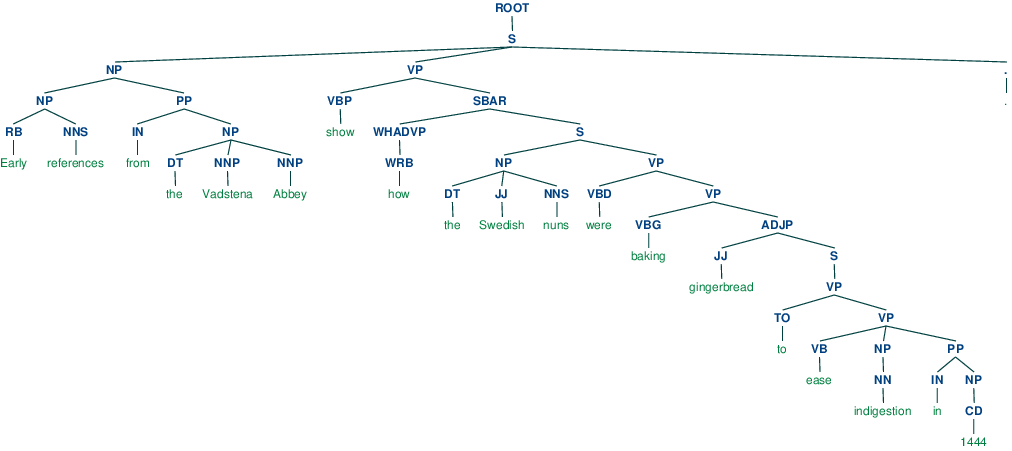 ROOT
S
NP VP .
NP PP VBP SBAR .
RB NNS IN NP show WHADVP S
Early references from DT NNP NNP WRB NP VP
the Vadstena Abbey how DT JJ NNS VBD VP
the Swedish nuns were VBG ADJP
baking JJ S
gingerbread VP
TO VP
to VB NP PP
ease NN IN NP
indigestion in CD
1444